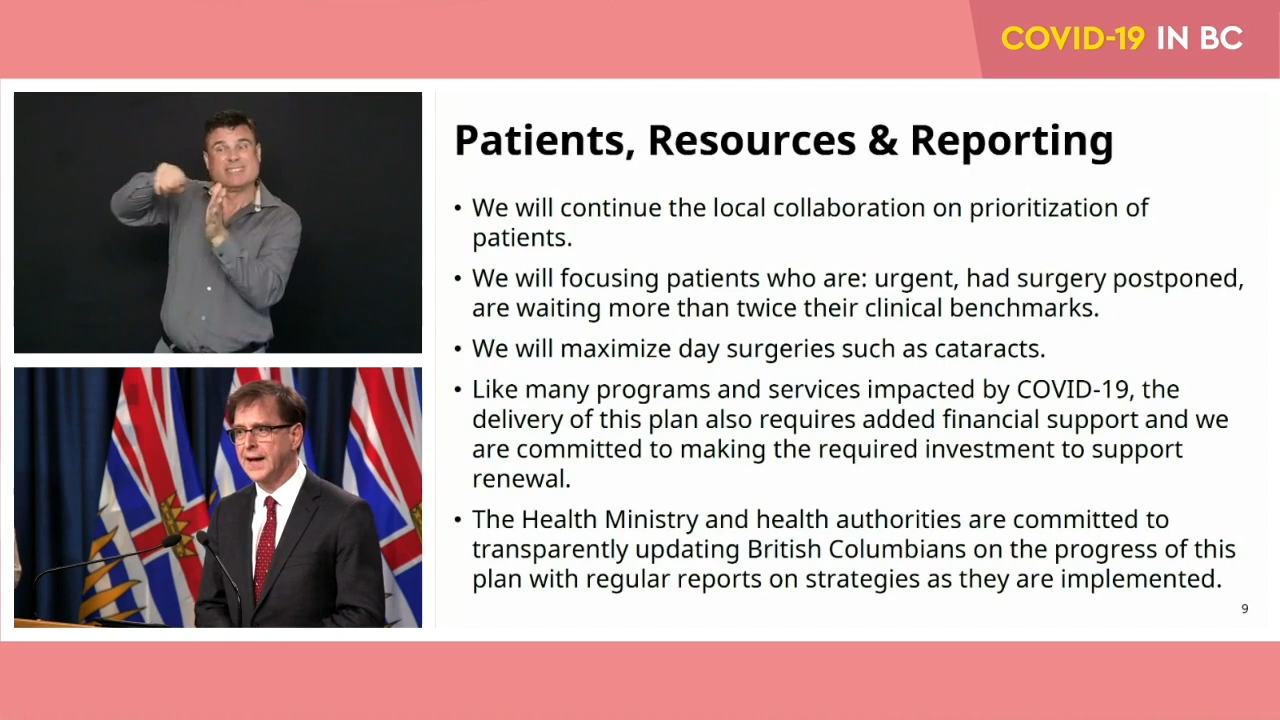 COVID-19 IN BC
Patients, Resources & Reporting
• We will continue the local collaboration on prioritization of
patients.
• We will focusing patients who are: urgent, had surgery postponed,
are waiting more than twice their clinical benchmarks.
• We will maximize day surgeries such as cataracts.
• Like many programs and services impacted by COVID-19, the
delivery of this plan also requires added financial support and we
are committed to making the required investment to support
renewal.
• The Health Ministry and health authorities are committed to
transparently updating British Columbians on the progress of this
plan with regular reports on strategies as they are implemented.
9